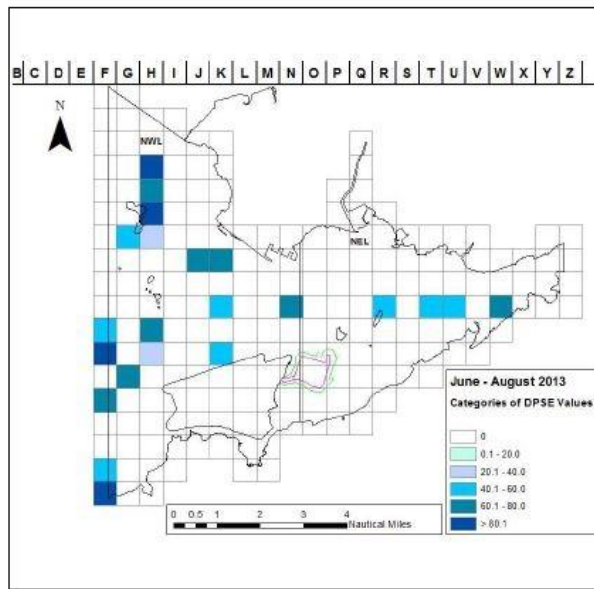 B C D E F G H I J K L M N O P Q R S T U V W X Y Z
N
NWL
NEL
June - August 2013
Categories of DPSE Values
0
0.1 - 20.0
20.1 - 40.0
40.1 - 60.0
60.1 - 80.0
> 80.1
0 0.5 1 2 3 4
Nautical Miles